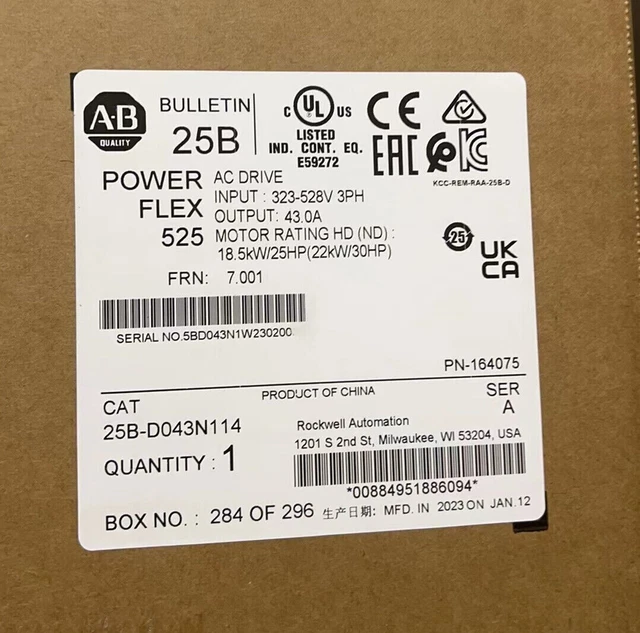 A·B
QUALITY
BULLETIN
25B
C UL US
LISTED
IND. CONT. EQ.
E59272
CE
EAC
KC
KCC-REM-RAA-25B-D
POWER
FLEX
525
AC DRIVE
INPUT : 323-528V 3PH
OUTPUT: 43.0A
MOTOR RATING HD (ND) :
18.5kW/25HP(22kW/30HP)
FRN: 7.001
25
UK
CA
SERIAL NO.5BD043N1W230200
PN-164075
CAT
25B-D043N114
PRODUCT OF CHINA
SER
A
QUANTITY : 1
Rockwell Automation
1201 S 2nd St, Milwaukee, WI 53204, USA
*00884951886094*
BOX NO. : 284 OF 296
生产日期: MFD. IN 2023 ON JAN.12